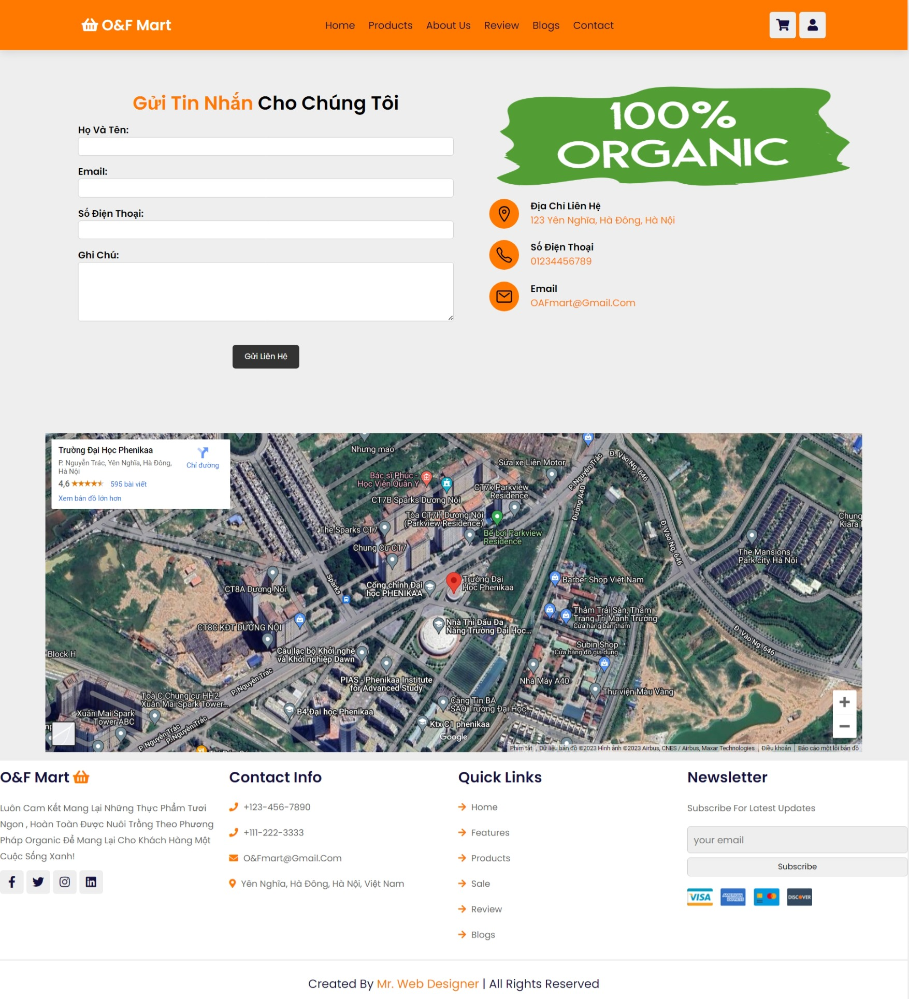 O&F Mart
Home Products About Us Review Blogs Contact
Gửi Tin Nhắn Cho Chúng Tôi
Họ Và Tên:
Email:
Số Điện Thoại:
Ghi Chú:
Gửi Liên Hệ
100%
ORGANIC
Địa Chỉ Liên Hệ
123 Yên Nghĩa, Hà Đông, Hà Nội
Số Điện Thoại
01234456789
Email
OAFmart@Gmail.Com
Trường Đại Học Phenikaa
P. Nguyễn Trác, Yên Nghĩa, Hà Đông,
Hà Nội
4,6
595 bài viết
Xem bản đồ lớn hơn
Chỉ đường
Nhưng mao
Sửa xe Liên Motor
P. Nguyễn Trác
Đ. Vào Ng. 646
Bác sĩ Phúc -
Học Viện Quân Y
CT7k Parkview
Residence
CT7B Sparks Dương Nội
Đường A40
Tòa CT7H Dương Nội
(Parkview Residence)
The Sparks CT7
Bể bơi Parkview
Residence
Chung
Kiara
Chung Cư CT7
Đ. Vào Ng. 646
The Mansions
Park city Hà Nội
CT8A Dương Nội
Sparks
Cổng chính Đại
học PHENIKAA
Trường Đại
Học Phenikaa
Barber Shop Việt Nam
Thảm Trải Sàn, Thảm
Trang Trí Mạnh Trường
Cửa hàng bán thảm
CT8C KĐT DƯƠNG NỘI
Nhà Thi Đấu Đa
Năng Trường Đại Học...
Đ. Vào Ng. 646
Subin Shop
Cửa hàng đồ gia dụng
Block H
Câu lạc bộ Khởi nghề
và Khởi nghiệp Dawn
P. Nguyễn Trác
PIAS - Phenikaa Institute
for Advanced Study
Nhà Máy A40
Thư viện Màu Vàng
Toà C Chung cư HH2
Xuân Mai Spark Tower...
Căng Tin BA
SAO Trường Đại Học...
Xuân Mai Spark
Tower ABC
B4 Đại học Phenikaa
Ktx C1 phenikaa
P. Nguyễn Trác
P. Nguyễn Trác
Google
Phím tắt Dữ liệu bản đồ ©2023 Hình ảnh ©2023 Airbus, CNES / Airbus, Maxar Technologies Điều khoản Báo cáo một lỗi bản đồ
O&F Mart
Luôn Cam Kết Mang Lại Những Thực Phẩm Tươi
Ngon , Hoàn Toàn Được Nuôi Trồng Theo Phương
Pháp Organic Để Mang Lại Cho Khách Hàng Một
Cuộc Sống Xanh!
Contact Info
+123-456-7890
+111-222-3333
O&Fmart@Gmail.Com
Yên Nghĩa, Hà Đông, Hà Nội, Việt Nam
Quick Links
Home
Features
Products
Sale
Review
Blogs
Newsletter
Subscribe For Latest Updates
your email
Subscribe
VISA
AMERICAN EXPRESS
DISCOVER
Created By Mr. Web Designer | All Rights Reserved